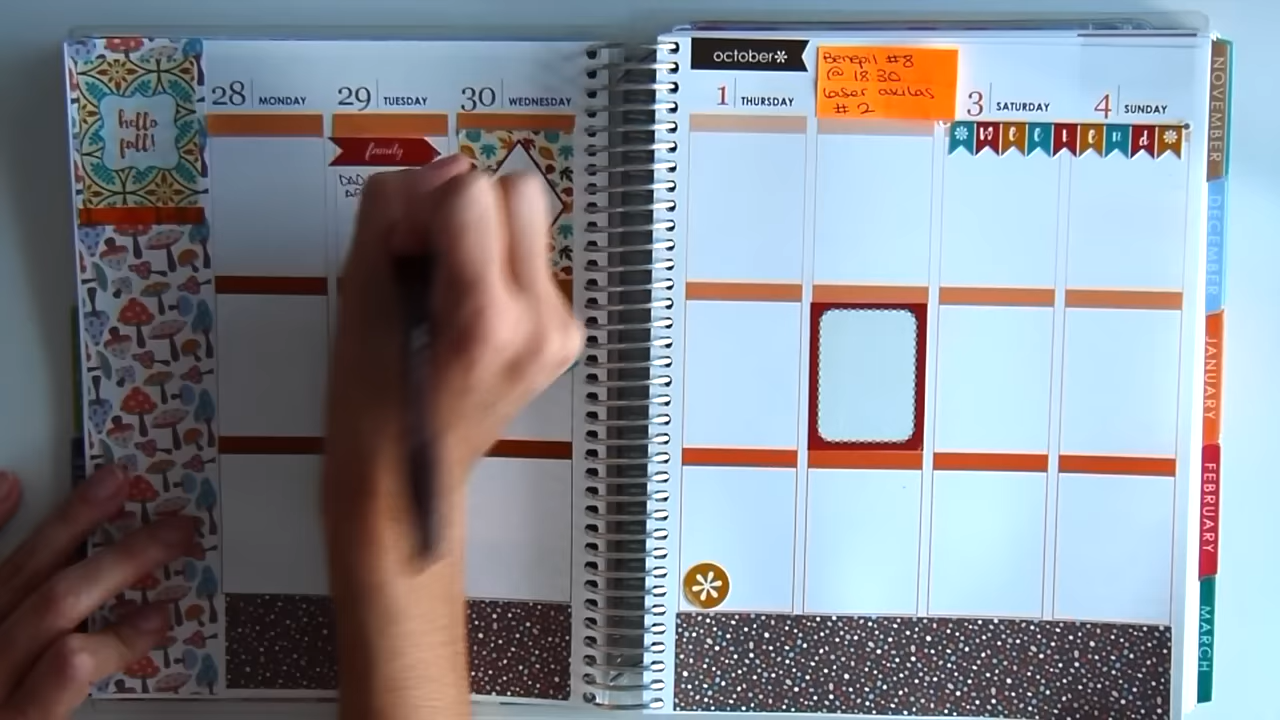 hello
fall!
28 MONDAY
29 TUESDAY
30 WEDNESDAY
family
october*
1 THURSDAY
Benepil #8
@ 18:30
Laser axilas
#2
3 SATURDAY
4 SUNDAY
weekend
NOVEMBER
DECEMBER
JANUARY
FEBRUARY
MARCH